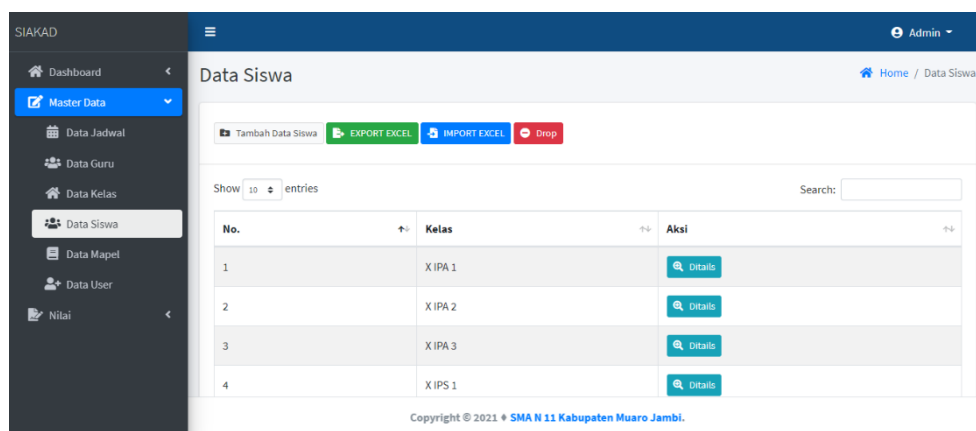 SIAKAD
Admin
Dashboard
Master Data
Data Jadwal
Data Guru
Data Kelas
Data Siswa
Data Mapel
Data User
Nilai
Data Siswa
Home / Data Siswa
Tambah Data Siswa EXPORT EXCEL IMPORT EXCEL Drop
Show 10 entries Search:
No. Kelas Aksi
1 X IPA 1 Ditails
2 X IPA 2 Ditails
3 X IPA 3 Ditails
4 X IPS 1 Ditails
Copyright © 2021 ♦ SMA N 11 Kabupaten Muaro Jambi.